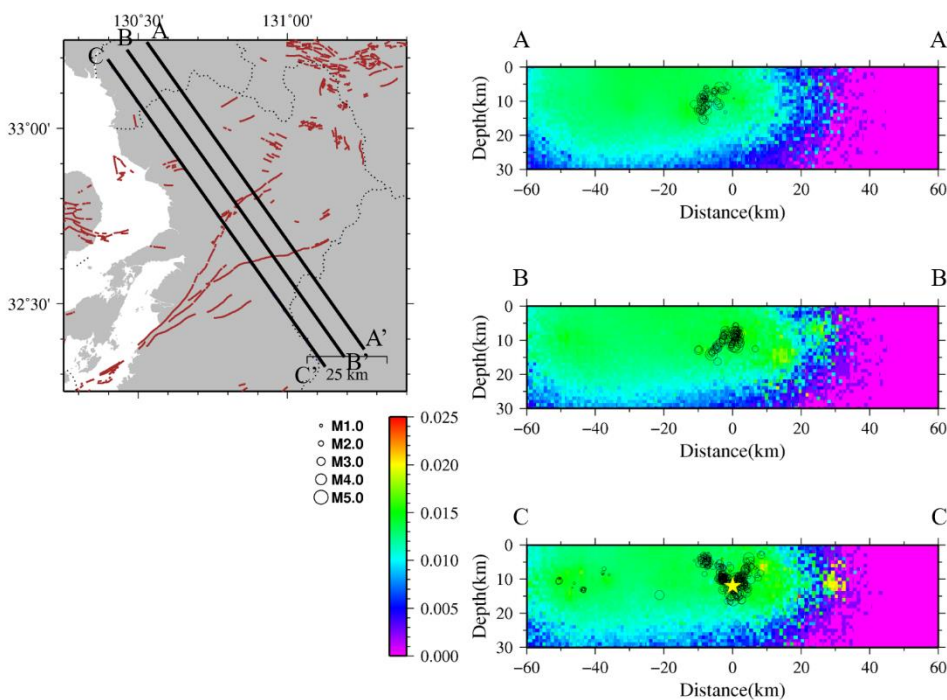 130˚30' 131˚00'
B A
C
33˚00'
32˚30'
A'
B'
C' 25 km
M1.0
M2.0
M3.0
M4.0
M5.0
0.025
0.020
0.015
0.010
0.005
0.000
A A
Depth(km)
0
10
20
30
−60 −40 −20 0 20 40 60
Distance(km)
B B
Depth(km)
0
10
20
30
−60 −40 −20 0 20 40 60
Distance(km)
C C
Depth(km)
0
10
20
30
−60 −40 −20 0 20 40 60
Distance(km)